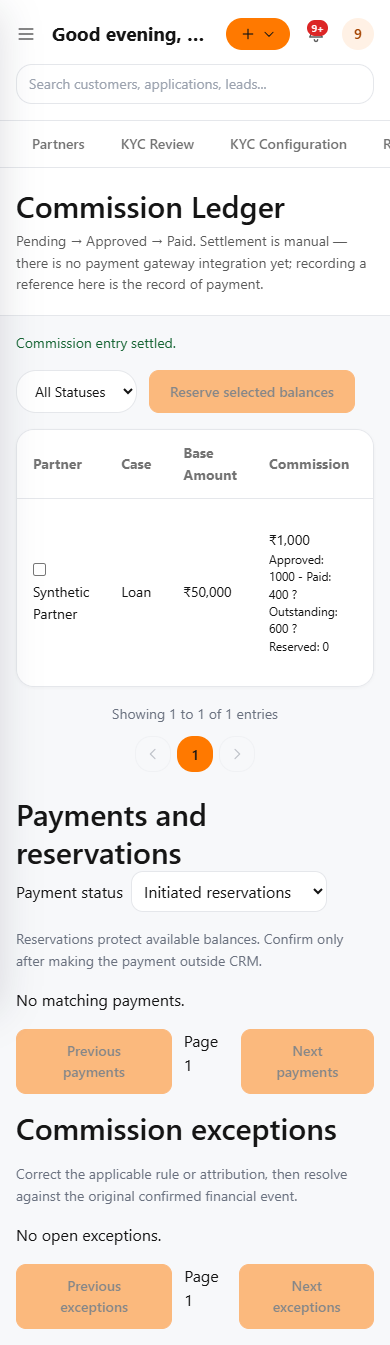 Good evening, ...
9+
9
Search customers, applications, leads...
Partners KYC Review KYC Configuration R
Commission Ledger
Pending → Approved → Paid. Settlement is manual —
there is no payment gateway integration yet; recording a
reference here is the record of payment.
Commission entry settled.
All Statuses Reserve selected balances
Partner Case Base Amount Commission
Synthetic Partner Loan ₹50,000
₹1,000
Approved:
1000 - Paid:
400 ?
Outstanding:
600 ?
Reserved: 0
Showing 1 to 1 of 1 entries
1
Payments and
reservations
Payment status Initiated reservations
Reservations protect available balances. Confirm only
after making the payment outside CRM.
No matching payments.
Previous payments Page 1 Next payments
Commission exceptions
Correct the applicable rule or attribution, then resolve
against the original confirmed financial event.
No open exceptions.
Previous exceptions Page 1 Next exceptions